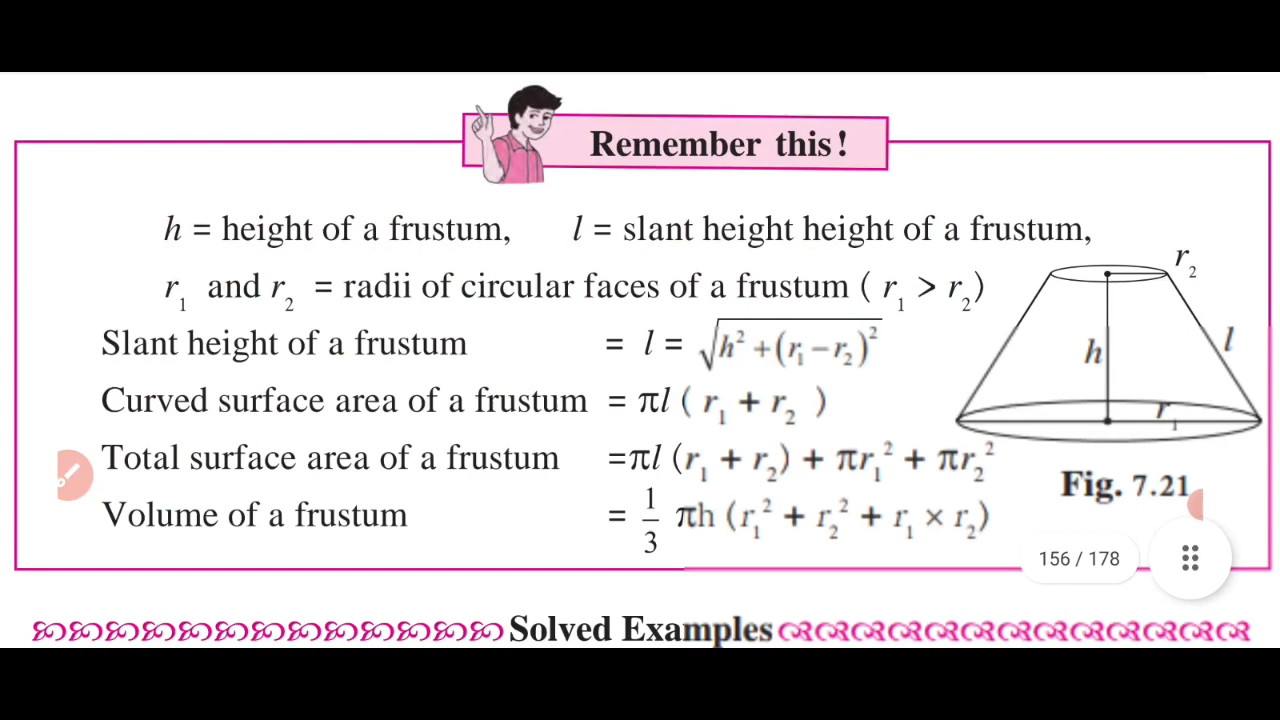 Remember this!
h = height of a frustum, l = slant height height of a frustum,
r₁ and r₂ = radii of circular faces of a frustum ( r₁ > r₂)
Slant height of a frustum = l = √(h² + (r₁ – r₂)²)
Curved surface area of a frustum = πl ( r₁ + r₂ )
Total surface area of a frustum =πl (r₁ + r₂) + πr₁² + πr₂²
Volume of a frustum = 1/3 πh (r₁² + r₂² + r₁ × r₂)
r₂
h
l
r₁
Fig. 7.21
156 / 178
Solved Examples